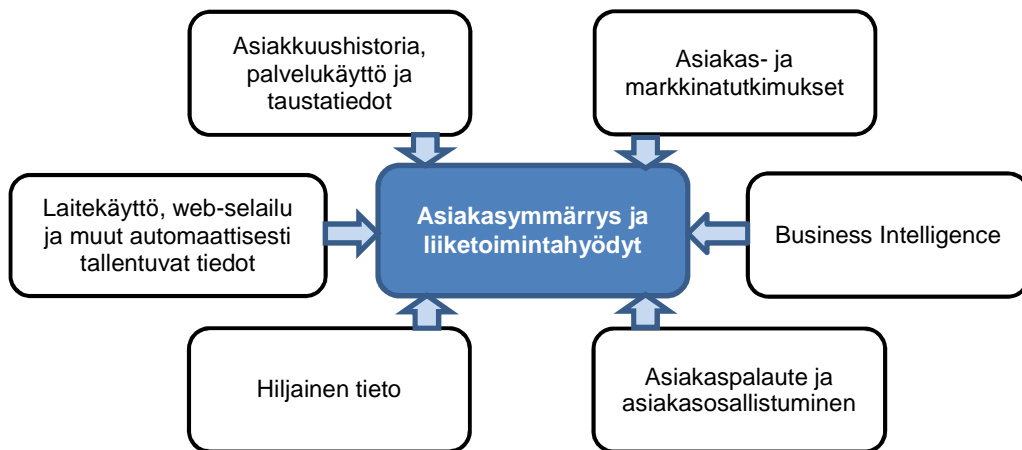 Asiakkuushistoria,
palvelukäyttö ja
taustatiedot
Asiakas- ja
markkinatutkimukset
Laitekäyttö, web-selailu
ja muut automaattisesti
tallentuvat tiedot
Asiakasymmärrys ja
liiketoimintahyödyt
Business Intelligence
Hiljainen tieto
Asiakaspalaute ja
asiakasosallistuminen